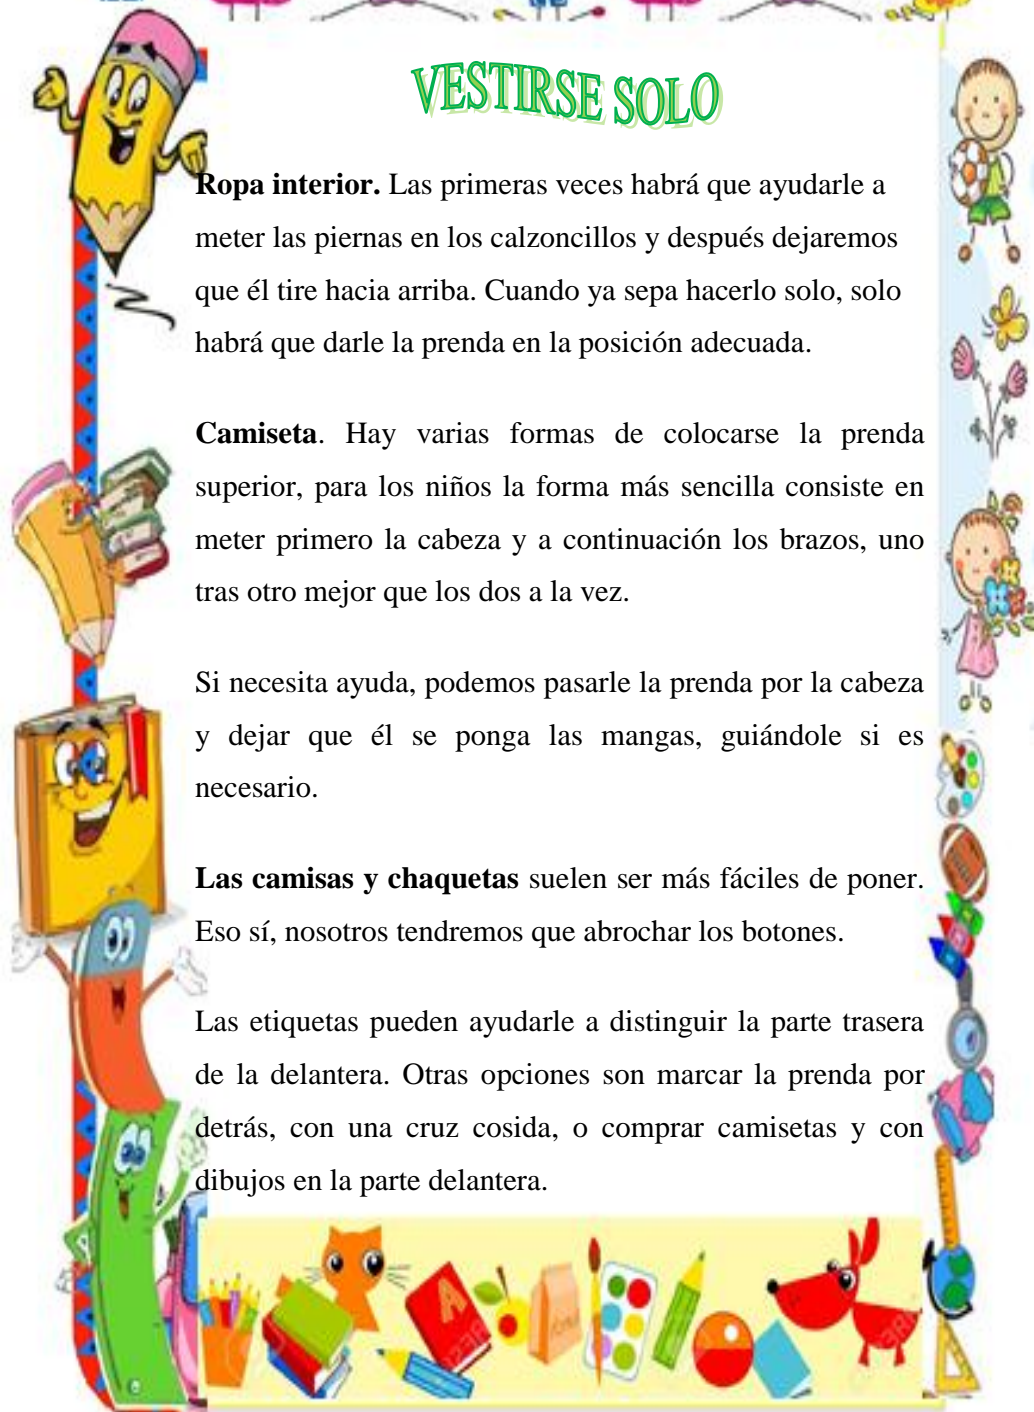 VESTIRSE SOLO
Ropa interior. Las primeras veces habrá que ayudarle a
meter las piernas en los calzoncillos y después dejaremos
que él tire hacia arriba. Cuando ya sepa hacerlo solo, solo
habrá que darle la prenda en la posición adecuada.
Camiseta. Hay varias formas de colocarse la prenda
superior, para los niños la forma más sencilla consiste en
meter primero la cabeza y a continuación los brazos, uno
tras otro mejor que los dos a la vez.
Si necesita ayuda, podemos pasarle la prenda por la cabeza
y dejar que él se ponga las mangas, guiándole si es
necesario.
Las camisas y chaquetas suelen ser más fáciles de poner.
Eso sí, nosotros tendremos que abrochar los botones.
Las etiquetas pueden ayudarle a distinguir la parte trasera
de la delantera. Otras opciones son marcar la prenda por
detrás, con una cruz cosida, o comprar camisetas y con
dibujos en la parte delantera.
A